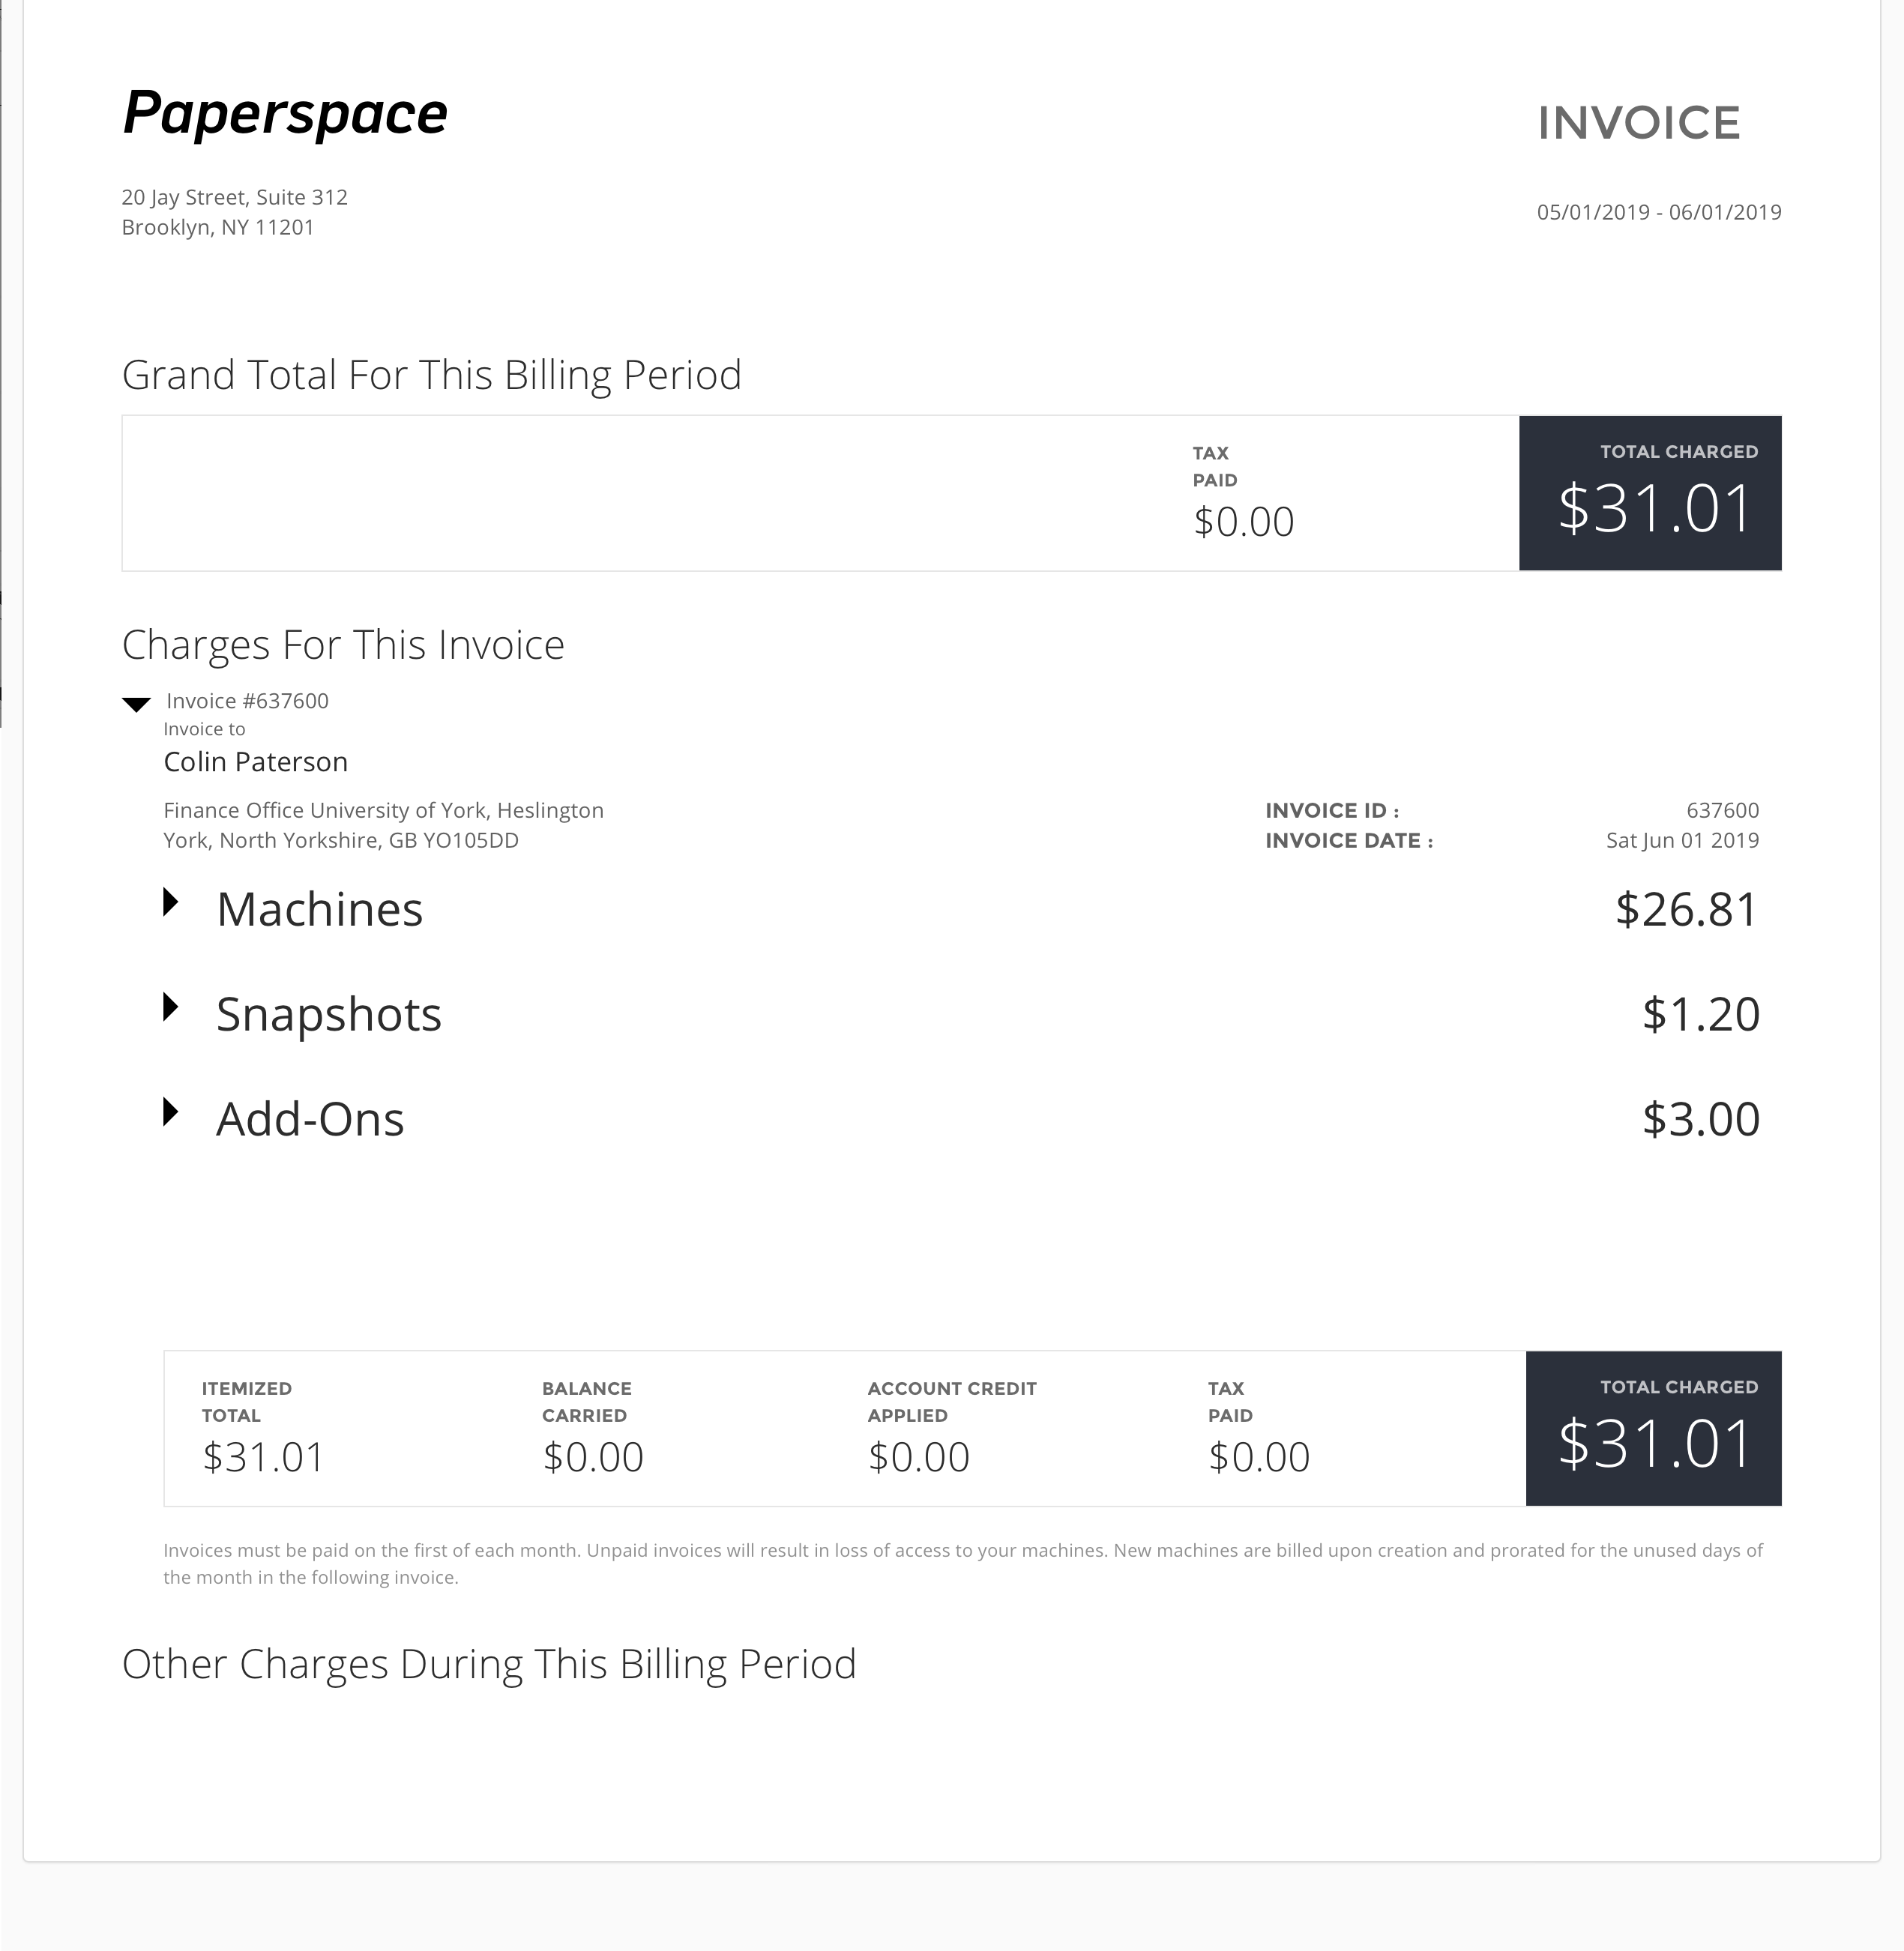 Paperspace
INVOICE
20 Jay Street, Suite 312
Brooklyn, NY 11201
05/01/2019 - 06/01/2019
Grand Total For This Billing Period
TAX
PAID
$0.00
TOTAL CHARGED
$31.01
Charges For This Invoice
Invoice #637600
Invoice to
Colin Paterson
Finance Office University of York, Heslington
York, North Yorkshire, GB YO105DD
INVOICE ID : 637600
INVOICE DATE : Sat Jun 01 2019
Machines $26.81
Snapshots $1.20
Add-Ons $3.00
ITEMIZED
TOTAL
$31.01
BALANCE
CARRIED
$0.00
ACCOUNT CREDIT
APPLIED
$0.00
TAX
PAID
$0.00
TOTAL CHARGED
$31.01
Invoices must be paid on the first of each month. Unpaid invoices will result in loss of access to your machines. New machines are billed upon creation and prorated for the unused days of
the month in the following invoice.
Other Charges During This Billing Period